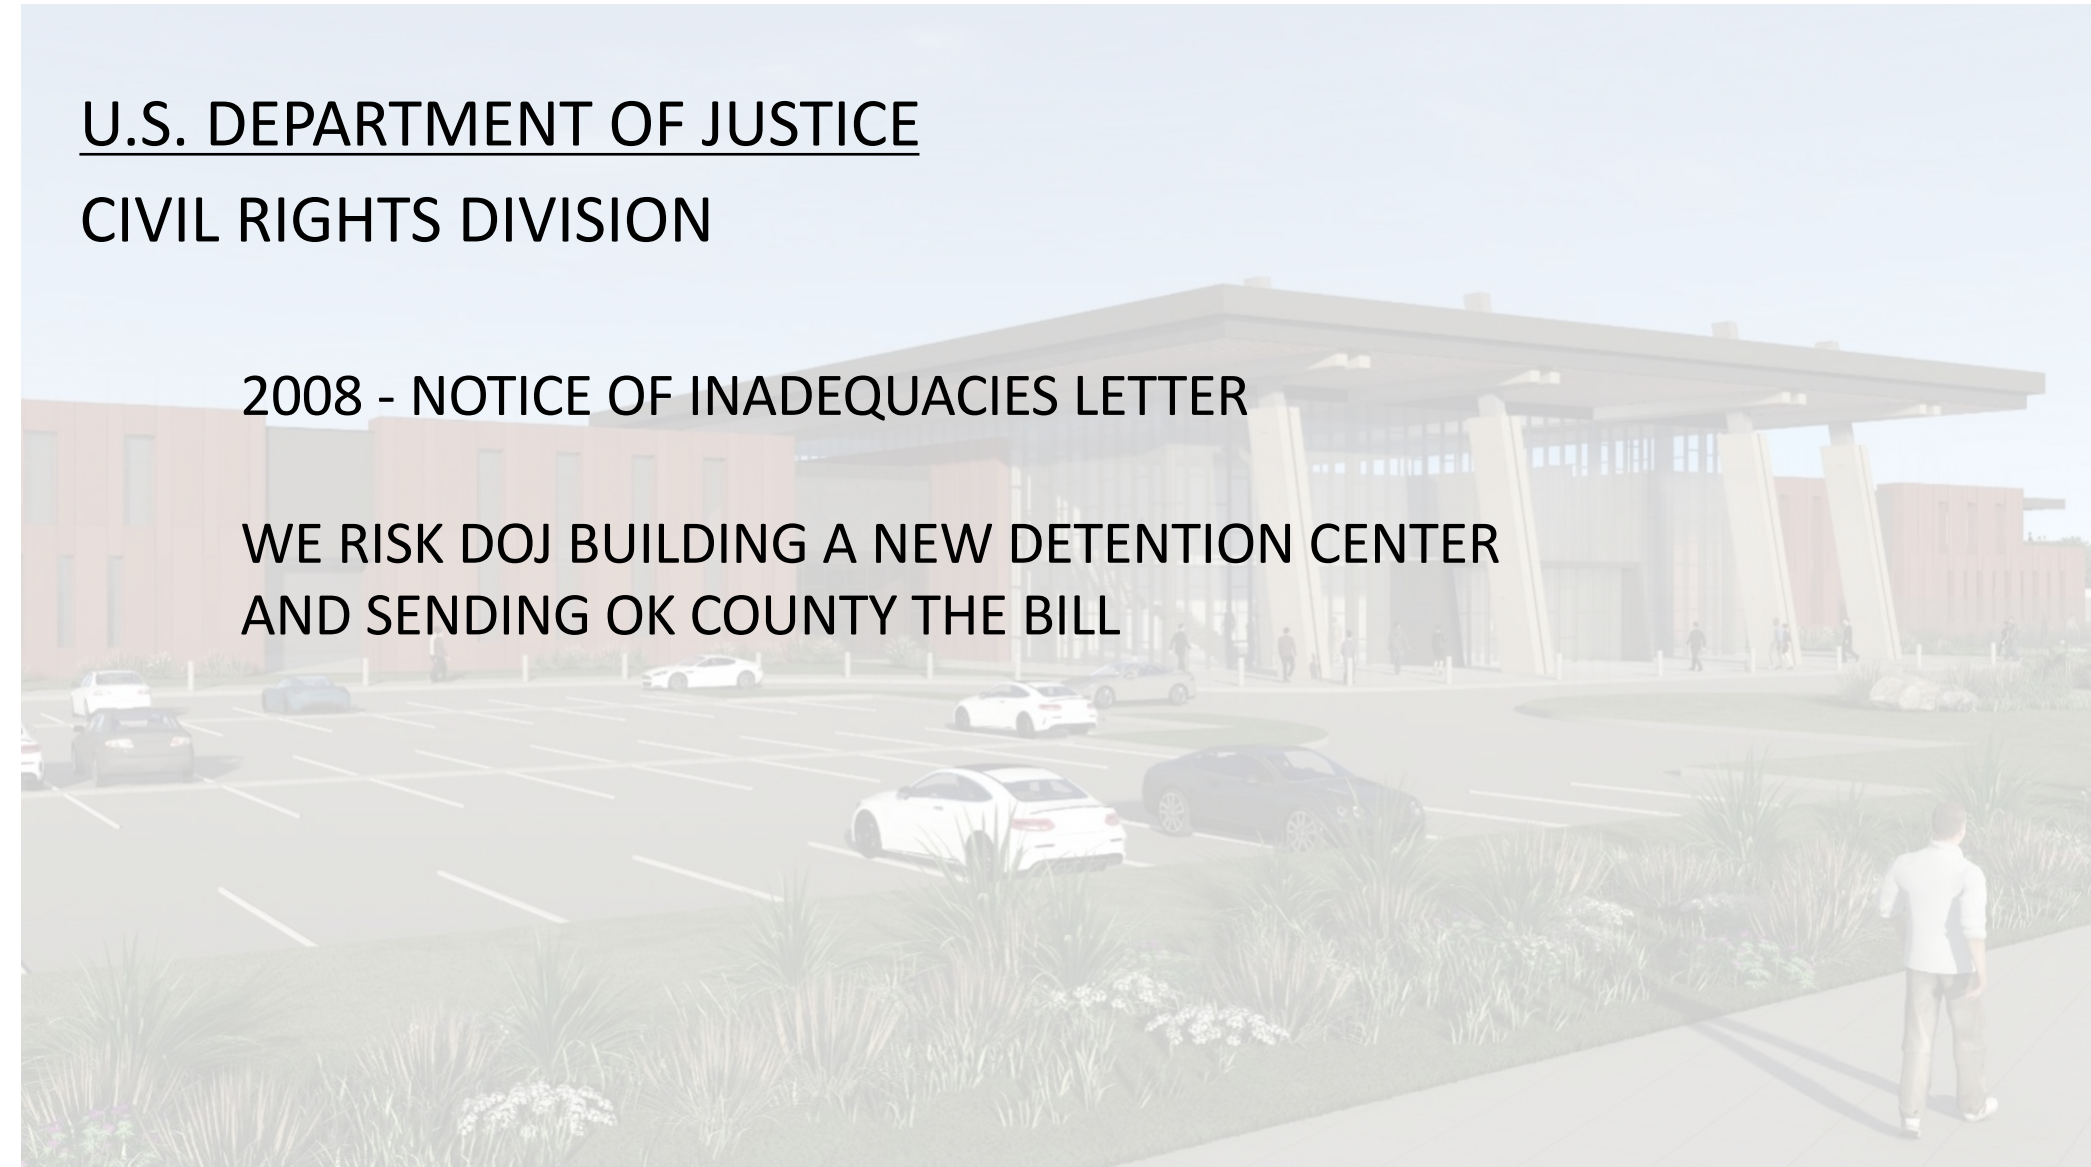 U.S. DEPARTMENT OF JUSTICE
CIVIL RIGHTS DIVISION
2008 - NOTICE OF INADEQUACIES LETTER
WE RISK DOJ BUILDING A NEW DETENTION CENTER
AND SENDING OK COUNTY THE BILL